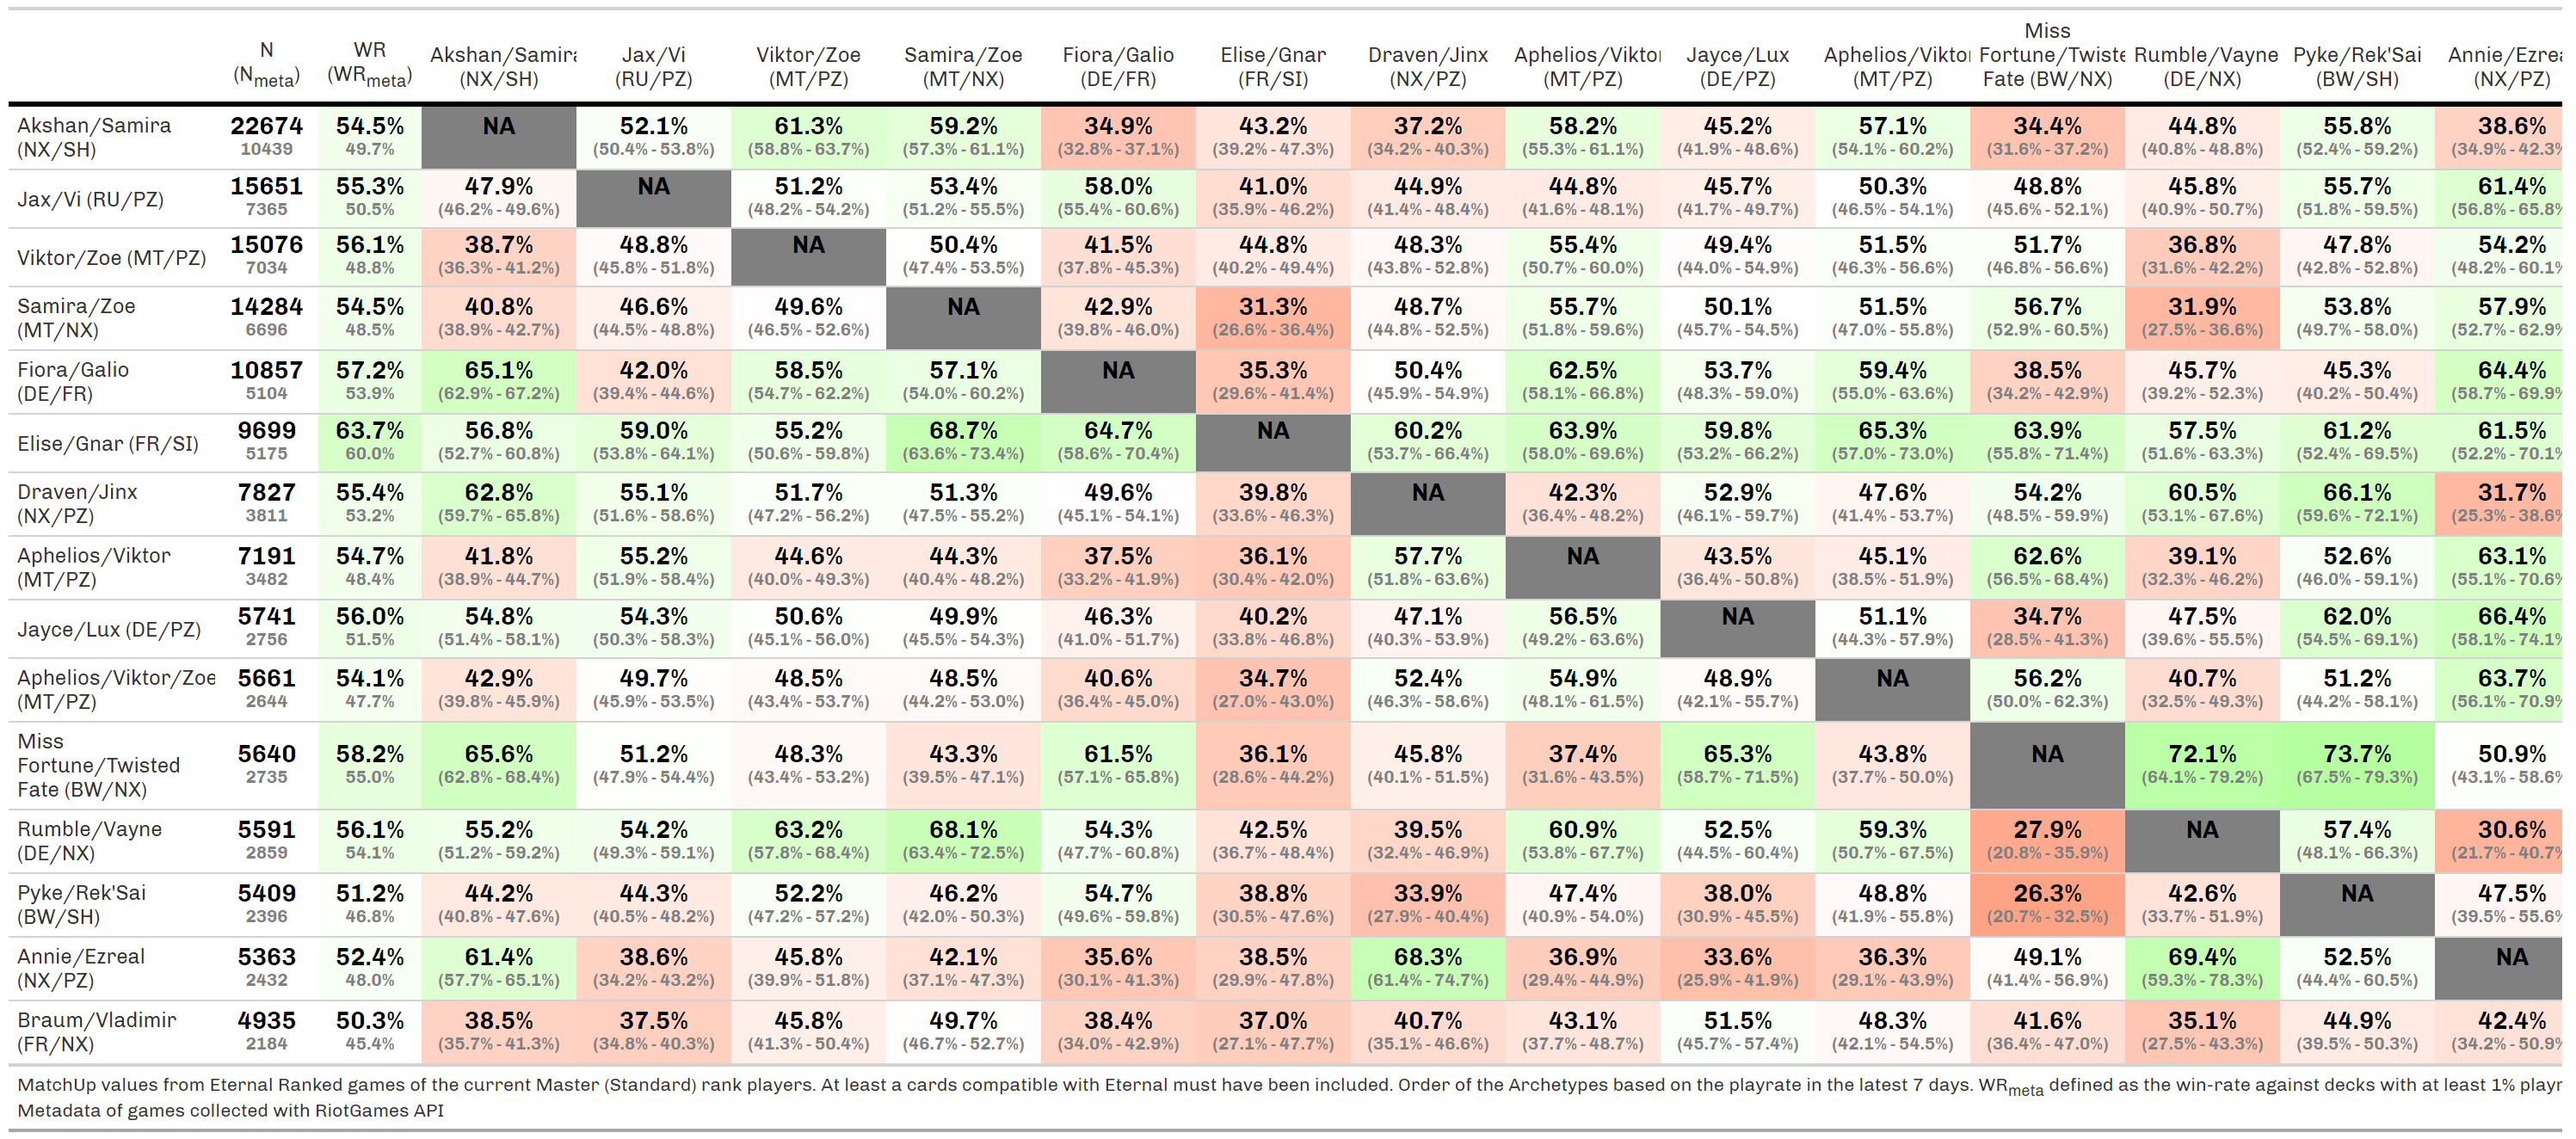 Miss
N WR Akshan/Samira Jax/Vi Viktor/Zoe Samira/Zoe Fiora/Galio Elise/Gnar Draven/Jinx Aphelios/Viktor Jayce/Lux Aphelios/Viktor Fortune/Twiste Rumble/Vayne Pyke/Rek'Sai Annie/Ezrea
(Nmeta) (WRmeta) (NX/SH) (RU/PZ) (MT/PZ) (MT/NX) (DE/FR) (FR/SI) (NX/PZ) (MT/PZ) (DE/PZ) (MT/PZ) Fate (BW/NX) (DE/NX) (BW/SH) (NX/PZ)
Akshan/Samira 22674 54.5% NA 52.1% 61.3% 59.2% 34.9% 43.2% 37.2% 58.2% 45.2% 57.1% 34.4% 44.8% 55.8% 38.6%
(NX/SH) 10439 49.7% (50.4% - 53.8%) (58.8% - 63.7%) (57.3% - 61.1%) (32.8% - 37.1%) (39.2% - 47.3%) (34.2% - 40.3%) (55.3% - 61.1%) (41.9% - 48.6%) (54.1% - 60.2%) (31.6% - 37.2%) (40.8% - 48.8%) (52.4% - 59.2%) (34.9% - 42.3%
15651 55.3% 47.9% NA 51.2% 53.4% 58.0% 41.0% 44.9% 44.8% 45.7% 50.3% 48.8% 45.8% 55.7% 61.4%
Jax/Vi (RU/PZ) 7365 50.5% (46.2% - 49.6%) (48.2% - 54.2%) (51.2% - 55.5%) (55.4% - 60.6%) (35.9% - 46.2%) (41.4% - 48.4%) (41.6% - 48.1%) (41.7% - 49.7%) (46.5% - 54.1%) (45.6% - 52.1%) (40.9% - 50.7%) (51.8% - 59.5%) (56.8% - 65.8%
15076 56.1% 38.7% 48.8% NA 50.4% 41.5% 44.8% 48.3% 55.4% 49.4% 51.5% 51.7% 36.8% 47.8% 54.2%
Viktor/Zoe (MT/PZ) 7034 48.8% (36.3% - 41.2%) (45.8% - 51.8%) (47.4% - 53.5%) (37.8% - 45.3%) (40.2% - 49.4%) (43.8% - 52.8%) (50.7% - 60.0%) (44.0% - 54.9%) (46.3% - 56.6%) (46.8% - 56.6%) (31.6% - 42.2%) (42.8% - 52.8%) (48.2% - 60.1%
Samira/Zoe 14284 54.5% 40.8% 46.6% 49.6% NA 42.9% 31.3% 48.7% 55.7% 50.1% 51.5% 56.7% 31.9% 53.8% 57.9%
(MT/NX) 6696 48.5% (38.9% - 42.7%) (44.5% - 48.8%) (46.5% - 52.6%) (39.8% - 46.0%) (26.6% - 36.4%) (44.8% - 52.5%) (51.8% - 59.6%) (45.7% - 54.5%) (47.0% - 55.8%) (52.9% - 60.5%) (27.5% - 36.6%) (49.7% - 58.0%) (52.7% - 62.9%
Fiora/Galio 10857 57.2% 65.1% 42.0% 58.5% 57.1% NA 35.3% 50.4% 62.5% 53.7% 59.4% 38.5% 45.7% 45.3% 64.4%
(DE/FR) 5104 53.9% (62.9% - 67.2%) (39.4% - 44.6%) (54.7% - 62.2%) (54.0% - 60.2%) (29.6% - 41.4%) (45.9% - 54.9%) (58.1% - 66.8%) (48.3% - 59.0%) (55.0% - 63.6%) (34.2% - 42.9%) (39.2% - 52.3%) (40.2% - 50.4%) (58.7% - 69.9%
9699 63.7% 56.8% 59.0% 55.2% 68.7% 64.7% NA 60.2% 63.9% 59.8% 65.3% 63.9% 57.5% 61.2% 61.5%
Elise/Gnar (FR/SI) 5175 60.0% (52.7% - 60.8%) (53.8% - 64.1%) (50.6% - 59.8%) (63.6% - 73.4%) (58.6% - 70.4%) (53.7% - 66.4%) (58.0% - 69.6%) (53.2% - 66.2%) (57.0% - 73.0%) (55.8% - 71.4%) (51.6% - 63.3%) (52.4% - 69.5%) (52.2% - 70.1%
Draven/Jinx 7827 55.4% 62.8% 55.1% 51.7% 51.3% 49.6% 39.8% NA 42.3% 52.9% 47.6% 54.2% 60.5% 66.1% 31.7%
(NX/PZ) 3811 53.2% (59.7% - 65.8%) (51.6% - 58.6%) (47.2% - 56.2%) (47.5% - 55.2%) (45.1% - 54.1%) (33.6% - 46.3%) (36.4% - 48.2%) (46.1% - 59.7%) (41.4% - 53.7%) (48.5% - 59.9%) (53.1% - 67.6%) (59.6% - 72.1%) (25.3% - 38.6%
Aphelios/Viktor 7191 54.7% 41.8% 55.2% 44.6% 44.3% 37.5% 36.1% 57.7% NA 43.5% 45.1% 62.6% 39.1% 52.6% 63.1%
(MT/PZ) 3482 48.4% (38.9% - 44.7%) (51.9% - 58.4%) (40.0% - 49.3%) (40.4% - 48.2%) (33.2% - 41.9%) (30.4% - 42.0%) (51.8% - 63.6%) (36.4% - 50.8%) (38.5% - 51.9%) (56.5% - 68.4%) (32.3% - 46.2%) (46.0% - 59.1%) (55.1% - 70.6%
5741 56.0% 54.8% 54.3% 50.6% 49.9% 46.3% 40.2% 47.1% 56.5% NA 51.1% 34.7% 47.5% 62.0% 66.4%
Jayce/Lux (DE/PZ) 2756 51.5% (51.4% - 58.1%) (50.3% - 58.3%) (45.1% - 56.0%) (45.5% - 54.3%) (41.0% - 51.7%) (33.8% - 46.8%) (40.3% - 53.9%) (49.2% - 63.6%) (44.3% - 57.9%) (28.5% - 41.3%) (39.6% - 55.5%) (54.5% - 69.1%) (58.1% - 74.1%
Aphelios/Viktor/Zoe 5661 54.1% 42.9% 49.7% 48.5% 48.5% 40.6% 34.7% 52.4% 54.9% 48.9% NA 56.2% 40.7% 51.2% 63.7%
(MT/PZ) 2644 47.7% (39.8% - 45.9%) (45.9% - 53.5%) (43.4% - 53.7%) (44.2% - 53.0%) (36.4% - 45.0%) (27.0% - 43.0%) (46.3% - 58.6%) (48.1% - 61.5%) (42.1% - 55.7%) (50.0% - 62.3%) (32.5% - 49.3%) (44.2% - 58.1%) (56.1% - 70.9%
Miss
Fortune/Twisted 5640 58.2% 65.6% 51.2% 48.3% 43.3% 61.5% 36.1% 45.8% 37.4% 65.3% 43.8% NA 72.1% 73.7% 50.9%
Fate (BW/NX) 2735 55.0% (62.8% - 68.4%) (47.9% - 54.4%) (43.4% - 53.2%) (39.5% - 47.1%) (57.1% - 65.8%) (28.6% - 44.2%) (40.1% - 51.5%) (31.6% - 43.5%) (58.7% - 71.5%) (37.7% - 50.0%) (64.1% - 79.2%) (67.5% - 79.3%) (43.1% - 58.6%
Rumble/Vayne 5591 56.1% 55.2% 54.2% 63.2% 68.1% 54.3% 42.5% 39.5% 60.9% 52.5% 59.3% 27.9% NA 57.4% 30.6%
(DE/NX) 2859 54.1% (51.2% - 59.2%) (49.3% - 59.1%) (57.8% - 68.4%) (63.4% - 72.5%) (47.7% - 60.8%) (36.7% - 48.4%) (32.4% - 46.9%) (53.8% - 67.7%) (44.5% - 60.4%) (50.7% - 67.5%) (20.8% - 35.9%) (48.1% - 66.3%) (21.7% - 40.7%
Pyke/Rek'Sai 5409 51.2% 44.2% 44.3% 52.2% 46.2% 54.7% 38.8% 33.9% 47.4% 38.0% 48.8% 26.3% 42.6% NA 47.5%
(BW/SH) 2396 46.8% (40.8% - 47.6%) (40.5% - 48.2%) (47.2% - 57.2%) (42.0% - 50.3%) (49.6% - 59.8%) (30.5% - 47.6%) (27.9% - 40.4%) (40.9% - 54.0%) (30.9% - 45.5%) (41.9% - 55.8%) (20.7% - 32.5%) (33.7% - 51.9%) (39.5% - 55.6%
Annie/Ezreal 5363 52.4% 61.4% 38.6% 45.8% 42.1% 35.6% 38.5% 68.3% 36.9% 33.6% 36.3% 49.1% 69.4% 52.5% NA
(NX/PZ) 2432 48.0% (57.7% - 65.1%) (34.2% - 43.2%) (39.9% - 51.8%) (37.1% - 47.3%) (30.1% - 41.3%) (29.9% - 47.8%) (61.4% - 74.7%) (29.4% - 44.9%) (25.9% - 41.9%) (29.1% - 43.9%) (41.4% - 56.9%) (59.3% - 78.3%) (44.4% - 60.5%)
Braum/Vladimir 4935 50.3% 38.5% 37.5% 45.8% 49.7% 38.4% 37.0% 40.7% 43.1% 51.5% 48.3% 41.6% 35.1% 44.9% 42.4%
(FR/NX) 2184 45.4% (35.7% - 41.3%) (34.8% - 40.3%) (41.3% - 50.4%) (46.7% - 52.7%) (34.0% - 42.9%) (27.1% - 47.7%) (35.1% - 46.6%) (37.7% - 48.7%) (45.7% - 57.4%) (42.1% - 54.5%) (36.4% - 47.0%) (27.5% - 43.3%) (39.5% - 50.3%) (34.2% - 50.9%
MatchUp values from Eternal Ranked games of the current Master (Standard) rank players. At least a cards compatible with Eternal must have been included. Order of the Archetypes based on the playrate in the latest 7 days. WRmeta defined as the win-rate against decks with at least 1% playr
Metadata of games collected with RiotGames API